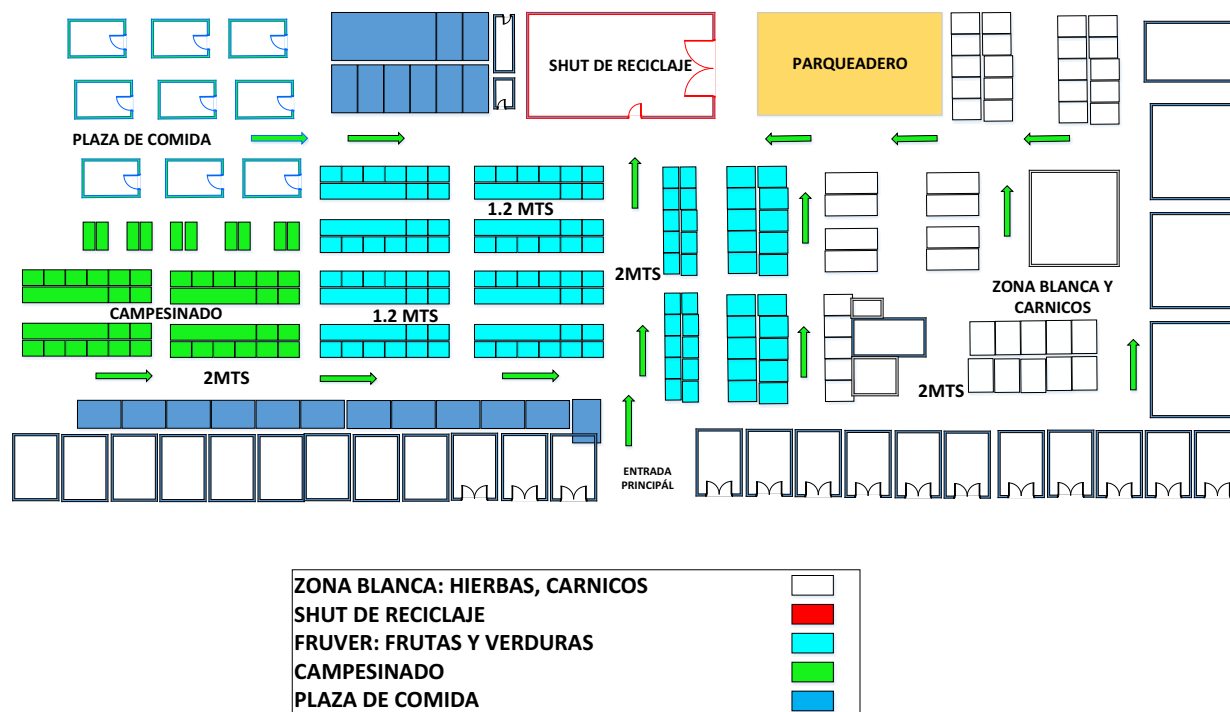 SHUT DE RECICLAJE
PARQUEADERO
PLAZA DE COMIDA
1.2 MTS
2MTS
ZONA BLANCA Y
CARNICOS
CAMPESINADO
1.2 MTS
2MTS
2MTS
ENTRADA
PRINCIPÁL
ZONA BLANCA: HIERBAS, CARNICOS
SHUT DE RECICLAJE
FRUVER: FRUTAS Y VERDURAS
CAMPESINADO
PLAZA DE COMIDA